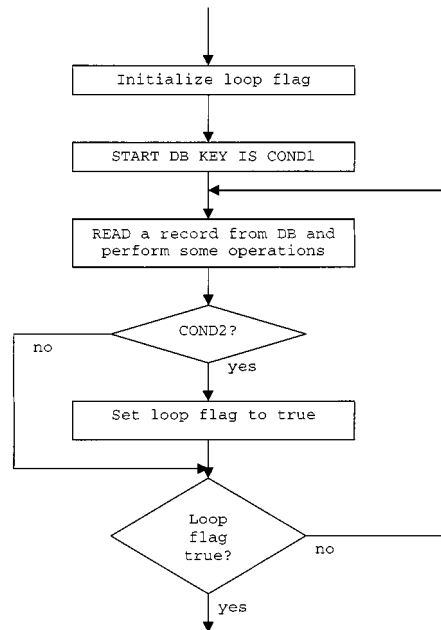 Initialize loop flag
START DB KEY IS COND1
READ a record from DB and
perform some operations
COND2?
no
yes
Set loop flag to true
Loop
flag
true?
no
yes